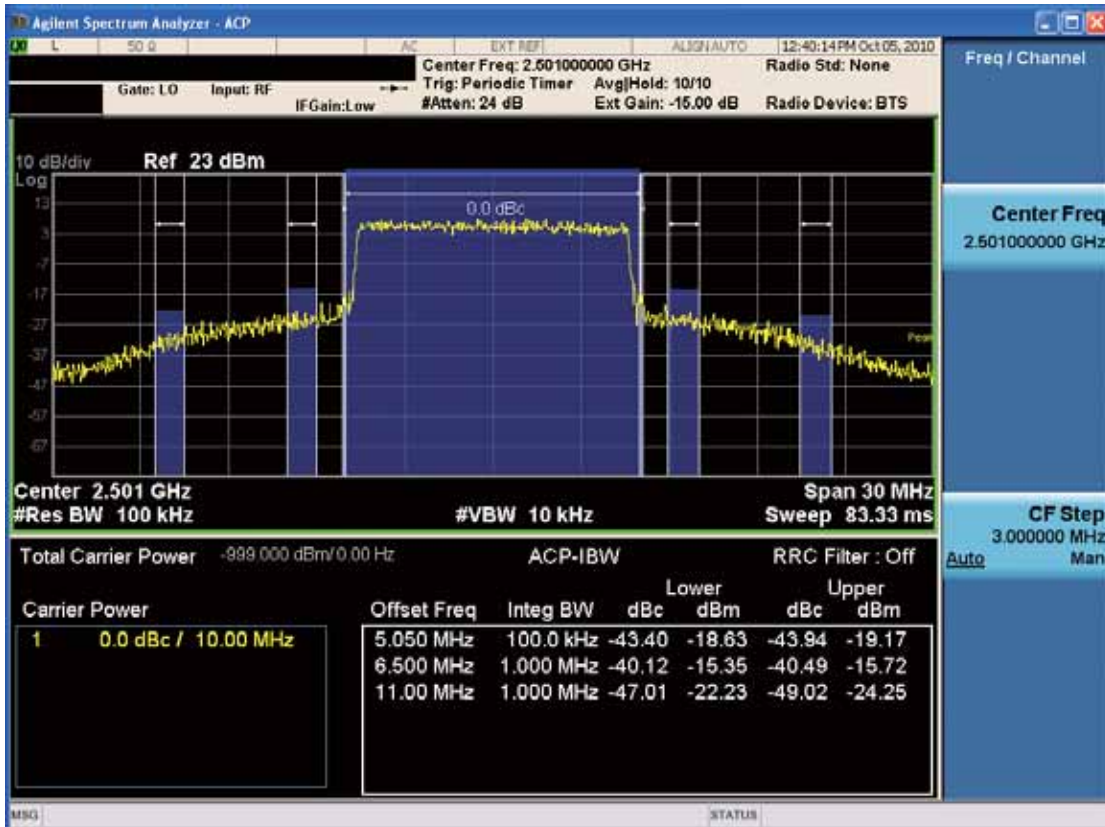 Agilent Spectrum Analyzer - ACP
L 50 Ω AC EXT REF ALIGN AUTO 12:40:14 PM Oct 05, 2010
Center Freq: 2.501000000 GHz Radio Std: None
Gate: LO Input: RF Trig: Periodic Timer Avg|Hold: 10/10
IFGain:Low #Atten: 24 dB Ext Gain: -15.00 dB Radio Device: BTS
Freq / Channel
10 dB/div Ref 23 dBm
Log
13
3
-7
-17
-27
-37
-47
-57
-67
0.0 dBc
Center Freq
2.501000000 GHz
Center 2.501 GHz Span 30 MHz
#Res BW 100 kHz #VBW 10 kHz Sweep 83.33 ms
CF Step
3.000000 MHz
Auto Man
Total Carrier Power -999.000 dBm/ 0.00 Hz ACP-IBW RRC Filter : Off
Lower Upper
Carrier Power Offset Freq Integ BW dBc dBm dBc dBm
1 0.0 dBc / 10.00 MHz 5.050 MHz 100.0 kHz -43.40 -18.63 -43.94 -19.17
6.500 MHz 1.000 MHz -40.12 -15.35 -40.49 -15.72
11.00 MHz 1.000 MHz -47.01 -22.23 -49.02 -24.25
MSG STATUS